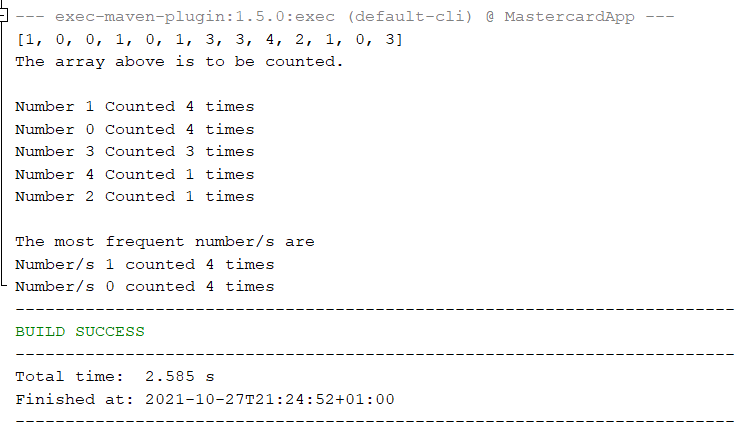 --- exec-maven-plugin:1.5.0:exec (default-cli) @ MastercardApp ---
[1, 0, 0, 1, 0, 1, 3, 3, 4, 2, 1, 0, 3]
The array above is to be counted.
Number 1 Counted 4 times
Number 0 Counted 4 times
Number 3 Counted 3 times
Number 4 Counted 1 times
Number 2 Counted 1 times
The most frequent number/s are
Number/s 1 counted 4 times
Number/s 0 counted 4 times
------------------------------------------------------------------------
BUILD SUCCESS
------------------------------------------------------------------------
Total time:  2.585 s
Finished at: 2021-10-27T21:24:52+01:00
------------------------------------------------------------------------